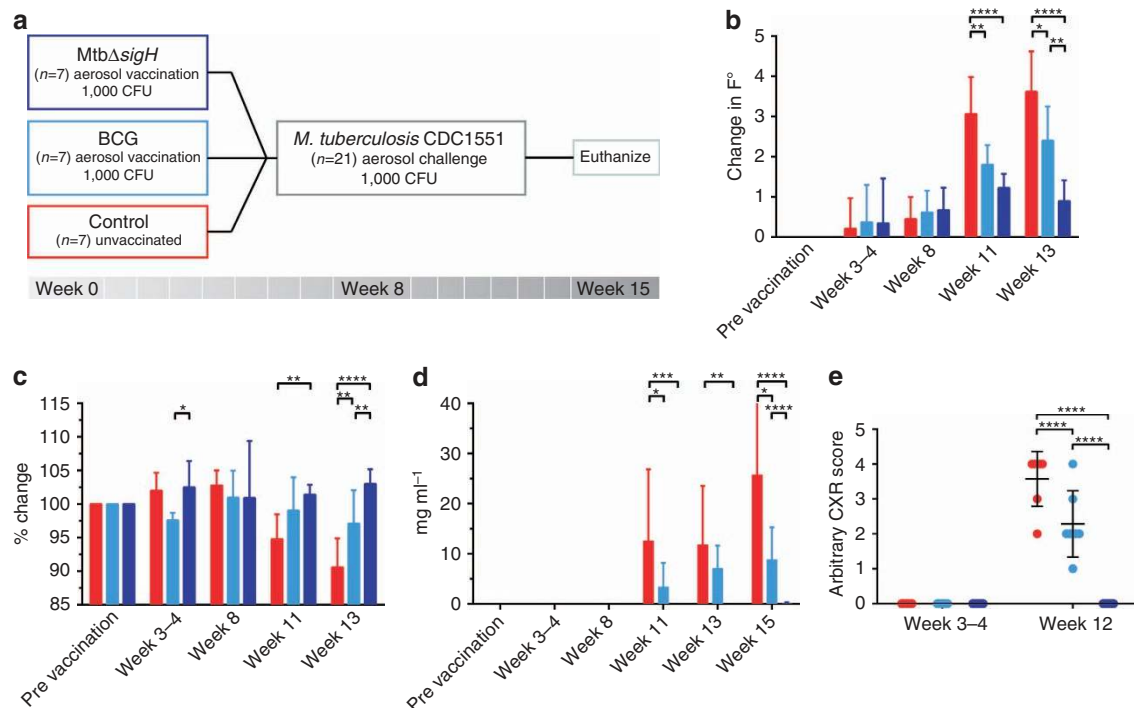 a
MtbΔsigH
(n=7) aerosol vaccination
1,000 CFU
BCG
(n=7) aerosol vaccination
1,000 CFU
Control
(n=7) unvaccinated
M. tuberculosis CDC1551
(n=21) aerosol challenge
1,000 CFU
Euthanize
Week 0
Week 8
Week 15
b
Change in F°
5
4
3
2
1
0
**** ****
** * **
Pre vaccination
Week 3–4
Week 8
Week 11
Week 13
c
% change
115
110
105
100
95
90
85
*
**
****
**
**
Pre vaccination
Week 3–4
Week 8
Week 11
Week 13
d
mg ml⁻¹
40
30
20
10
0
***
*
**
****
*
****
Pre vaccination
Week 3–4
Week 8
Week 11
Week 13
Week 15
e
Arbitrary CXR score
5
4
3
2
1
0
****
****
****
Week 3–4
Week 12